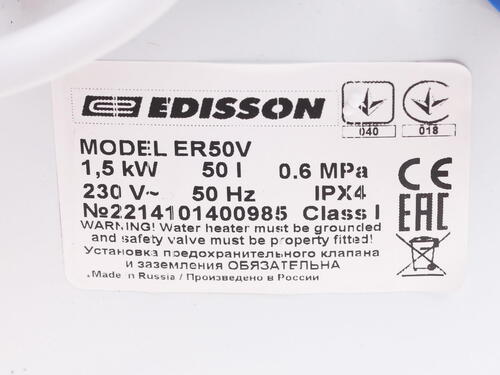 EDISSON
040 018
MODEL ER50V
1,5 kW 50 l 0.6 MPa
230 V~ 50 Hz IPX4
№2214101400985 Class I
WARNING! Water heater must be grounded
and safety valve must be property fitted!
Установка предохранительного клапана
и заземления ОБЯЗАТЕЛЬНА
Made in Russia / Произведено в России
CE
EAC